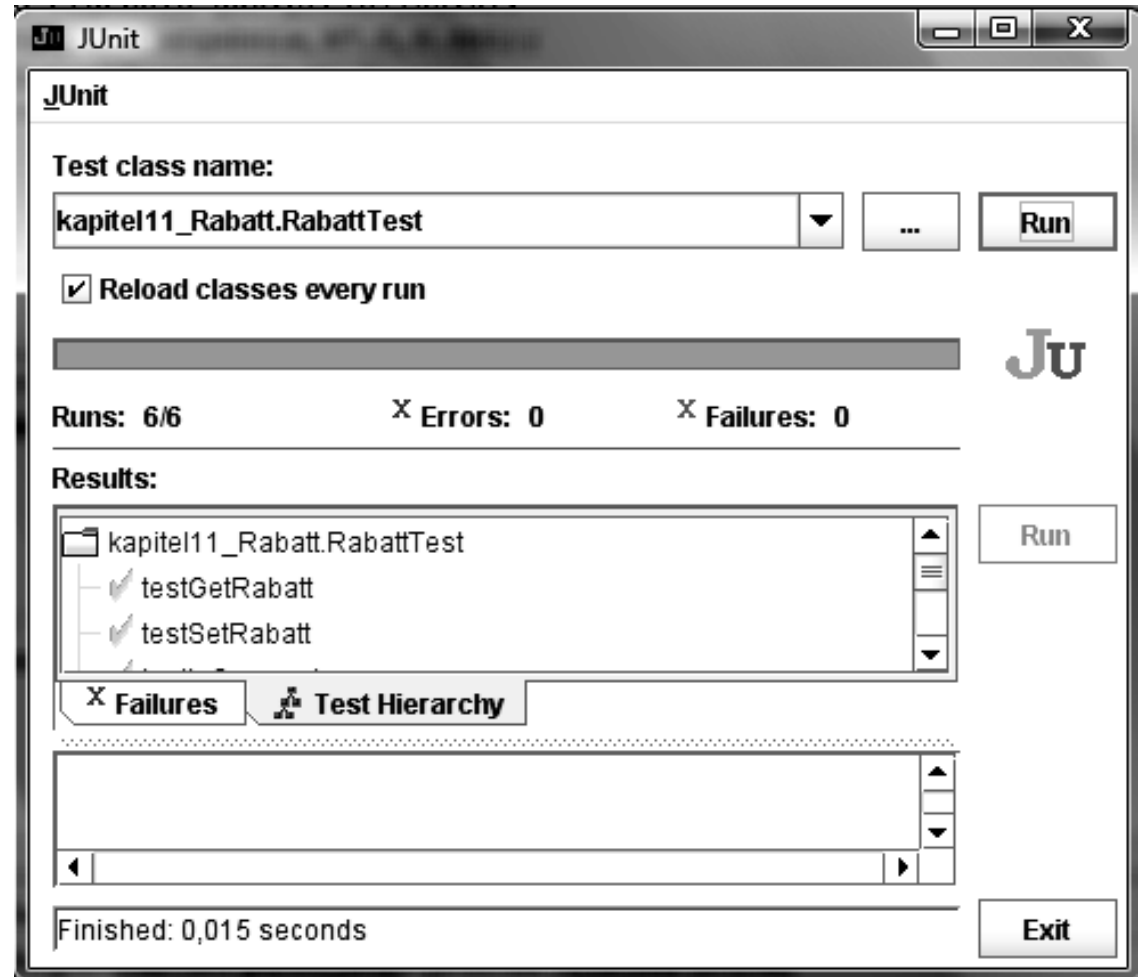 JU JUnit
JUnit
Test class name:
kapitel11_Rabatt.RabattTest
...
Run
Reload classes every run
JU
Runs: 6/6 X Errors: 0 X Failures: 0
Results:
kapitel11_Rabatt.RabattTest
Run
testGetRabatt
testSetRabatt
X Failures
Test Hierarchy
Finished: 0,015 seconds
Exit